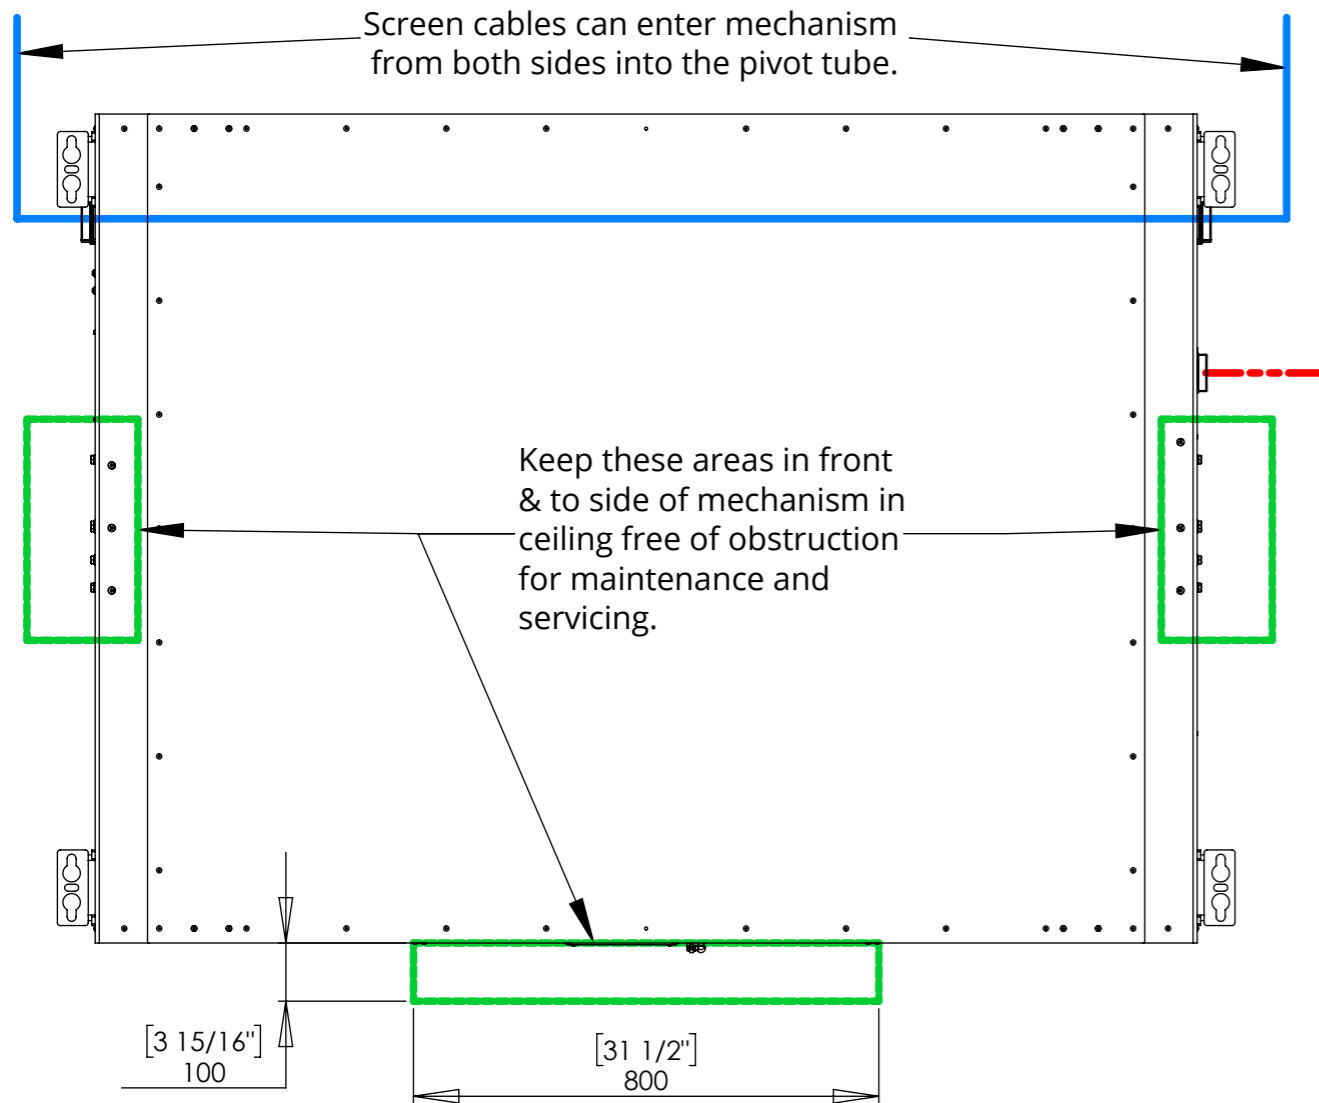 Screen cables can enter mechanism
from both sides into the pivot tube.
Keep these areas in front
& to side of mechanism in
ceiling free of obstruction
for maintenance and
servicing.
[3 15/16"]
100
[31 1/2"]
800